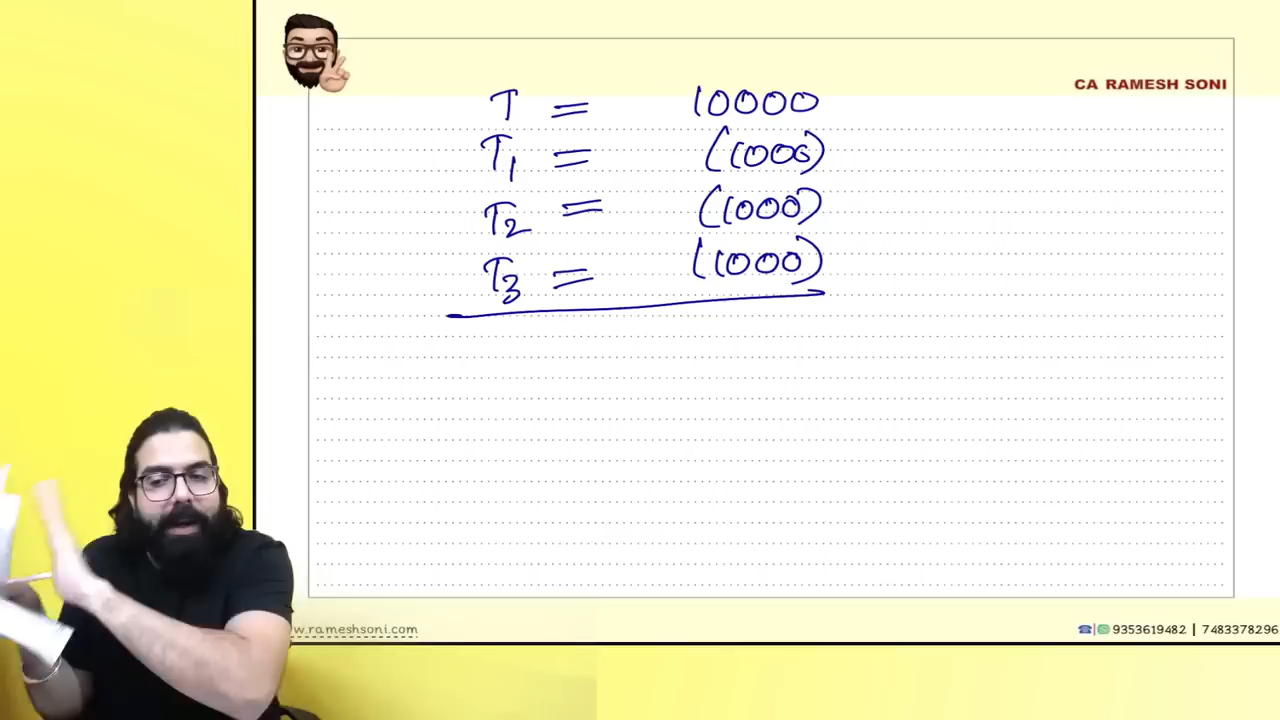 CA RAMESH SONI
T = 10000
T1 = (1000)
T2 = (1000)
T3 = (1000)
w.rameshsoni.com
9353619482 | 7483378296